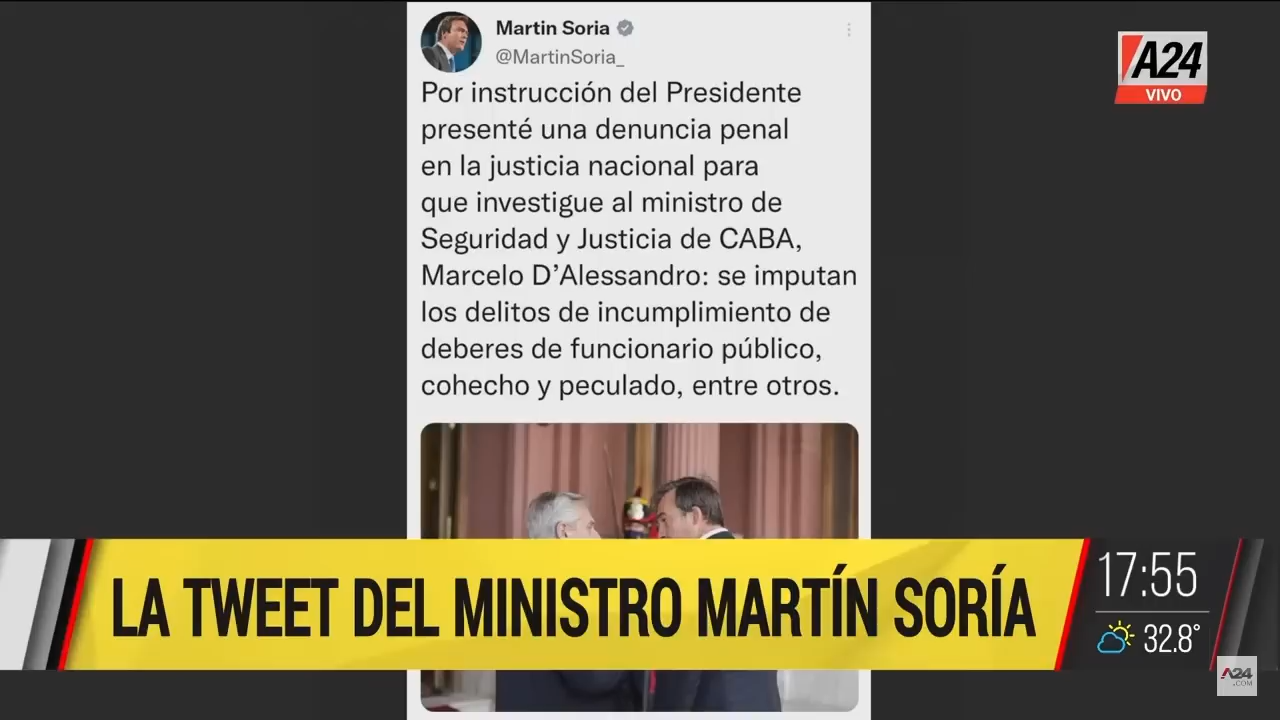 Martin Soria
@MartinSoria_
Por instrucción del Presidente
presenté una denuncia penal
en la justicia nacional para
que investigue al ministro de
Seguridad y Justicia de CABA,
Marcelo D’Alessandro: se imputan
los delitos de incumplimiento de
deberes de funcionario público,
cohecho y peculado, entre otros.
A24
VIVO
LA TWEET DEL MINISTRO MARTÍN SORÍA
17:55
32.8°
A24
.COM